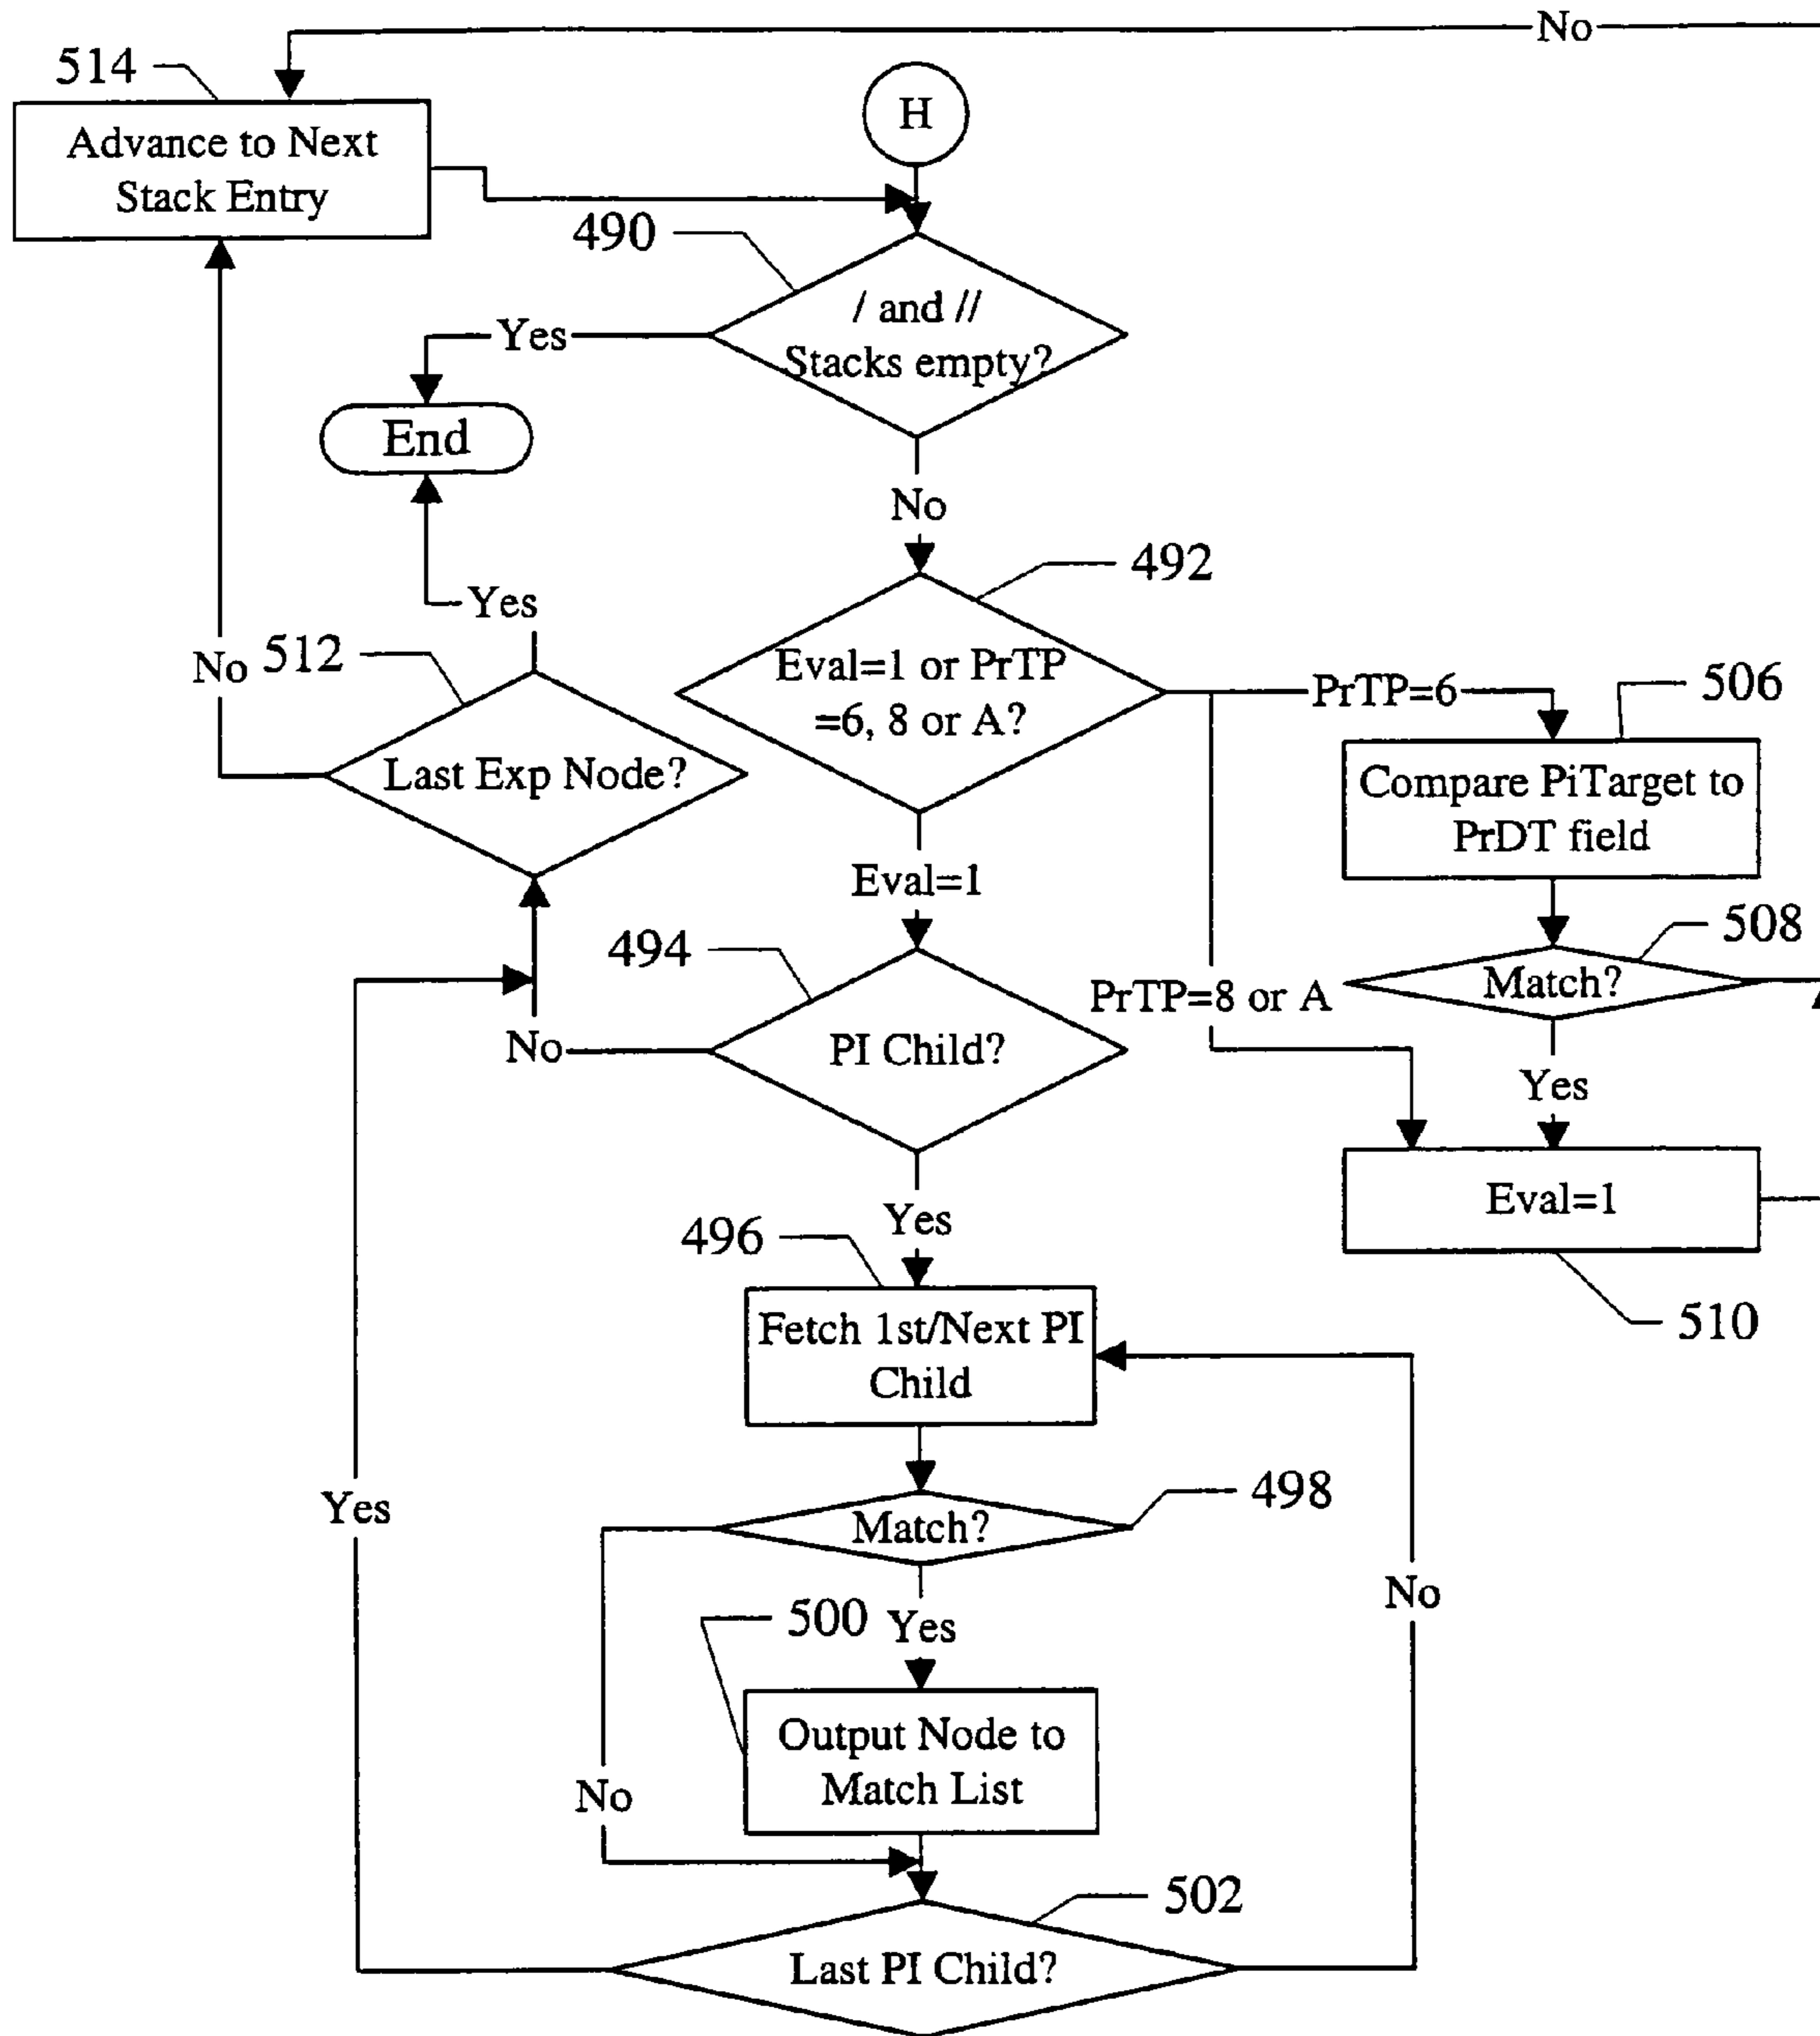 No
514
H
Advance to Next
Stack Entry
490
/ and //
Stacks empty?
Yes
End
No
492
Yes
No
512
Eval=1 or PrTP
=6, 8 or A?
PrTP=6
506
Last Exp Node?
Compare PiTarget to
PrDT field
Eval=1
494
508
Match?
PrTP=8 or A
No
PI Child?
Yes
Yes
Eval=1
496
510
Fetch 1st/Next PI
Child
Yes
498
Match?
No
500
Yes
Output Node to
Match List
No
502
Last PI Child?